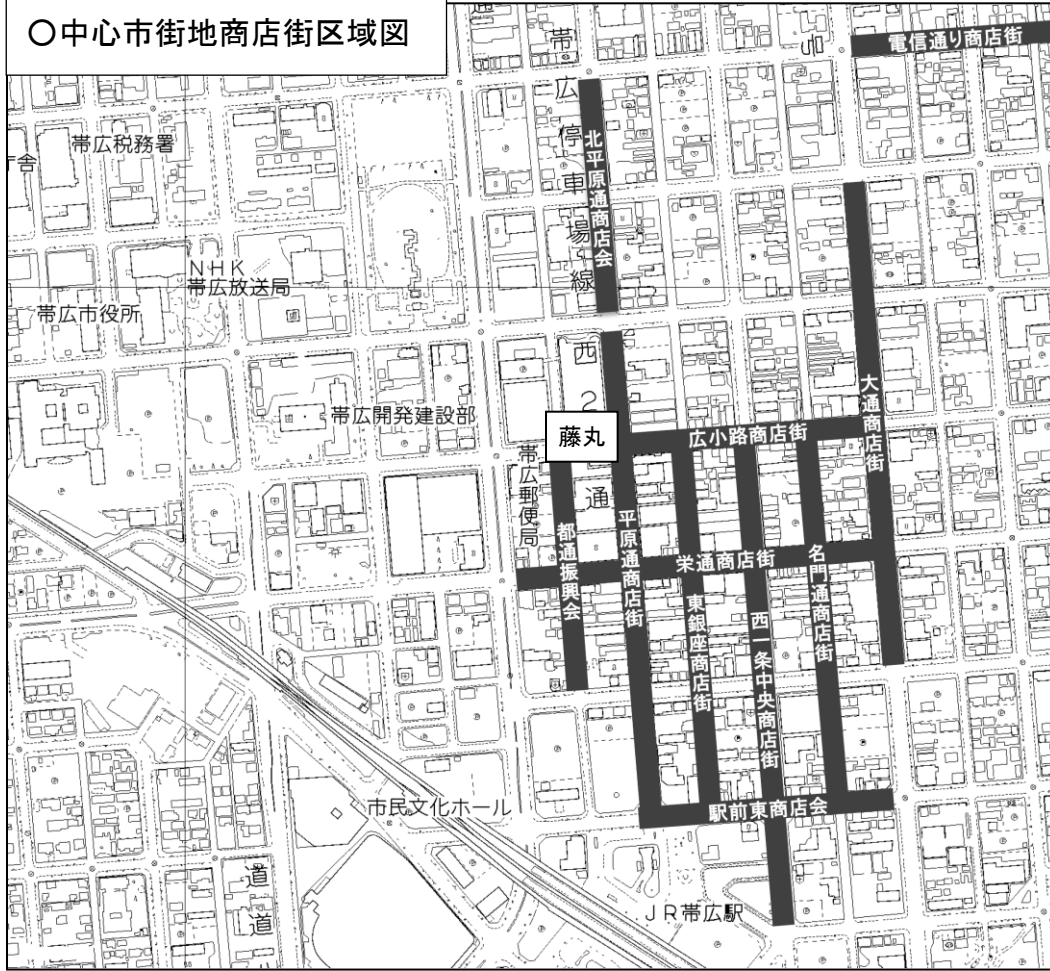 〇中心市街地商店街区域図
電信通り商店街
帯広停車場線
北平原通商店会
帯広税務署
庁舎
NHK
帯広放送局
帯広市役所
西2
通
大通商店街
帯広開発建設部
藤丸
広小路商店街
帯広郵便局
都通振興会
平原通商店街
栄通商店街
名門通商店街
東銀座商店街
西一条中央商店街
市民文化ホール
駅前東商店会
道
道
JR帯広駅